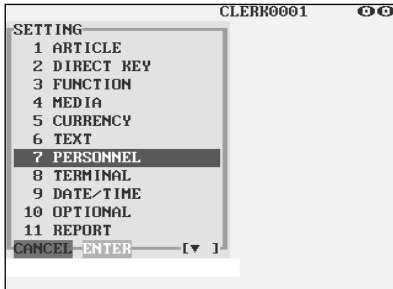 CLERK0001 00
SETTING
1 ARTICLE
2 DIRECT KEY
3 FUNCTION
4 MEDIA
5 CURRENCY
6 TEXT
7 PERSONNEL
8 TERMINAL
9 DATE/TIME
10 OPTIONAL
11 REPORT
CANCEL ENTER [▼ ]